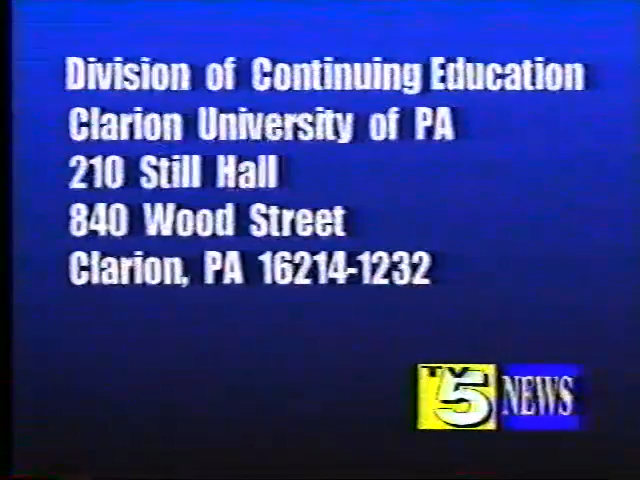 Division of Continuing Education
Clarion University of PA
210 Still Hall
840 Wood Street
Clarion, PA 16214-1232
TV
5 NEWS